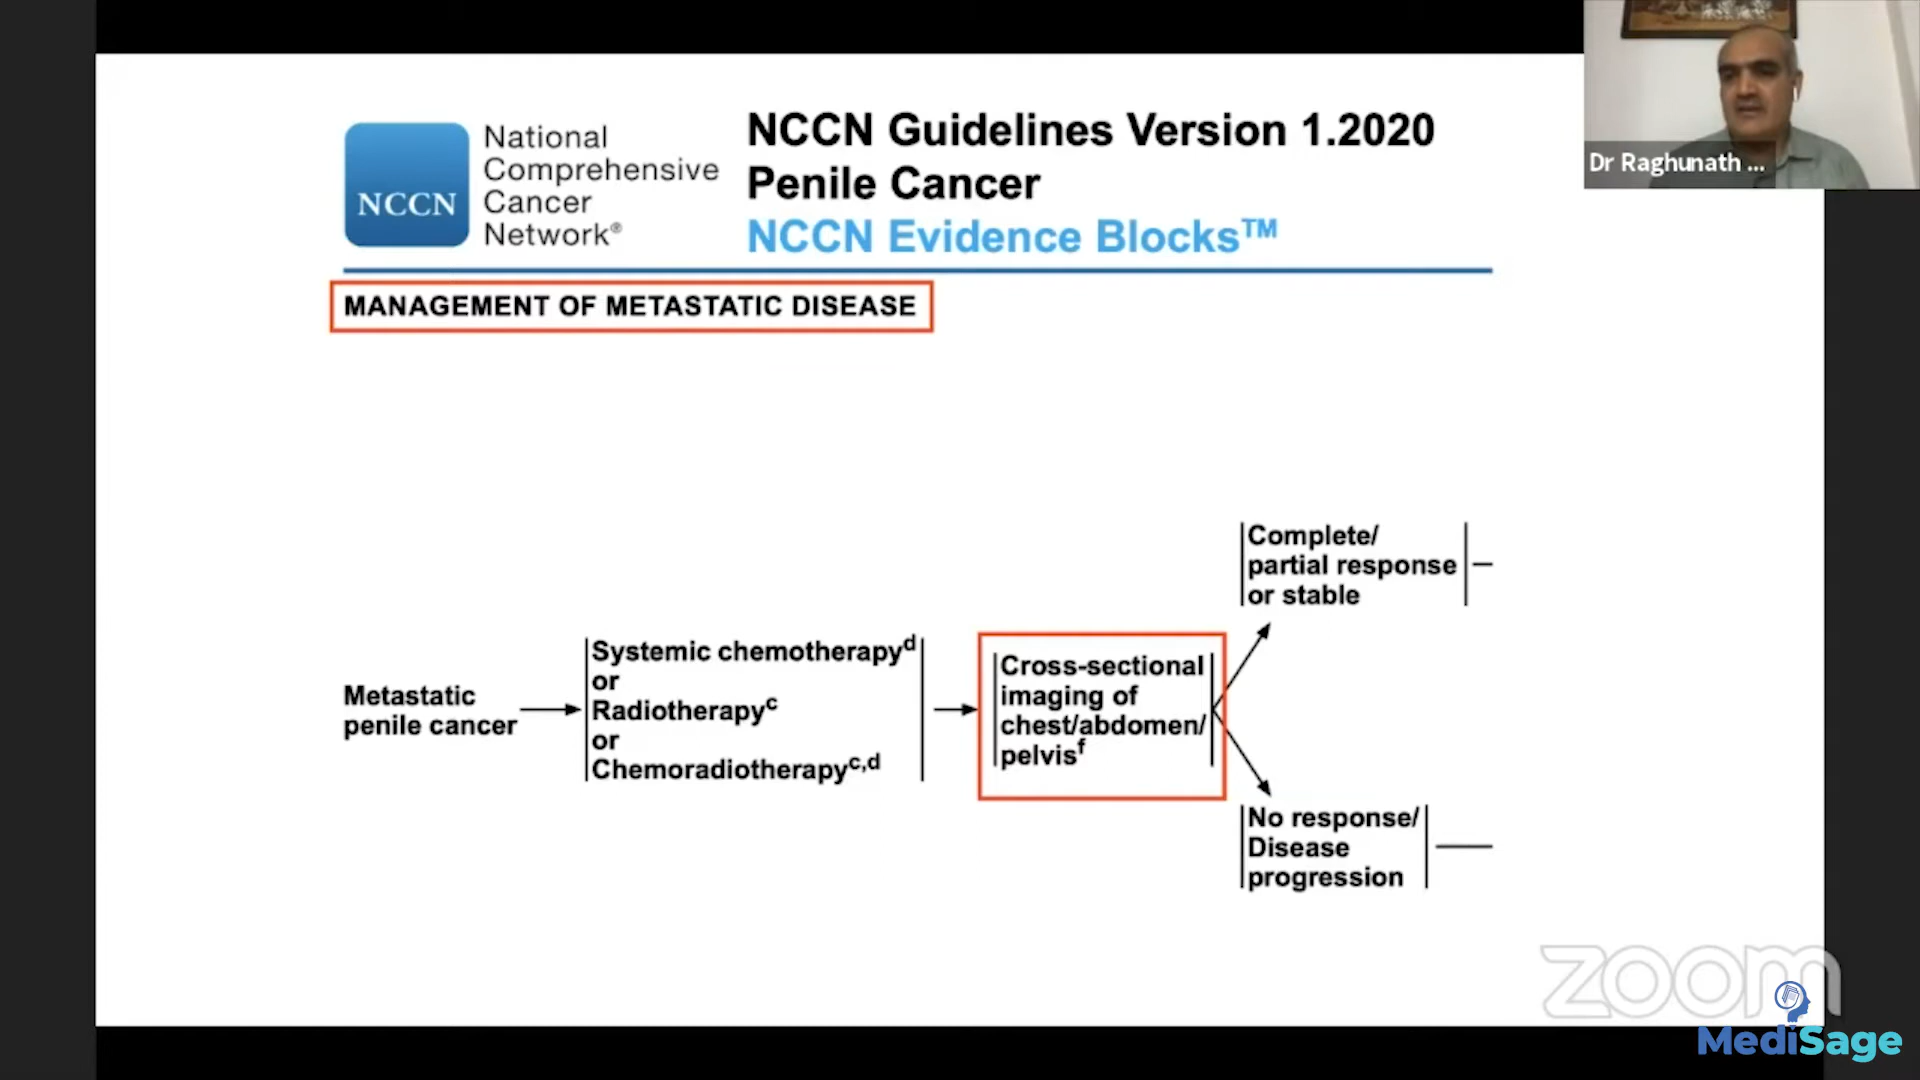 NCCN
National
Comprehensive
Cancer
Network®
NCCN Guidelines Version 1.2020
Penile Cancer
NCCN Evidence Blocks™
Dr Raghunath ...
MANAGEMENT OF METASTATIC DISEASE
Metastatic
penile cancer
Systemic chemotherapyᵈ
or
Radiotherapyᶜ
or
Chemoradiotherapyᶜ,ᵈ
Cross-sectional
imaging of
chest/abdomen/
pelvisᶠ
Complete/
partial response
or stable
No response/
Disease
progression
zoom
MediSage